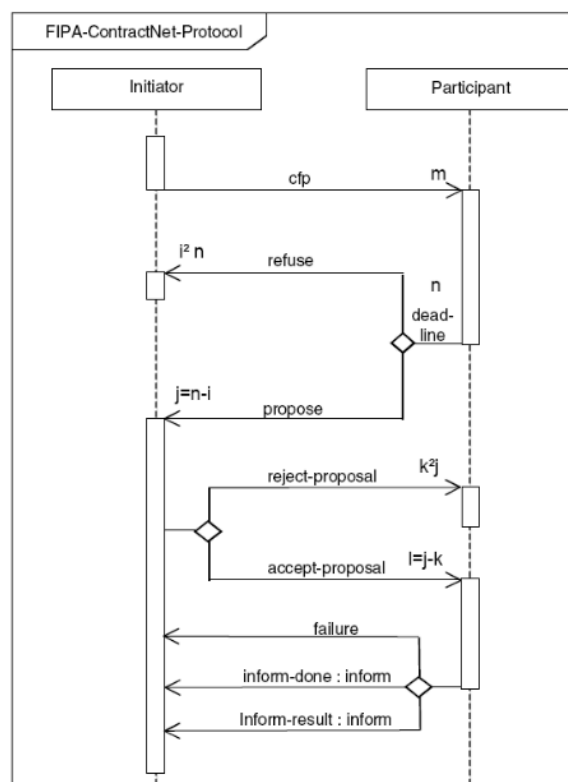 FIPA-ContractNet-Protocol
Initiator
Participant
cfp
m
i² n
refuse
n
dead-
line
j=n-i
propose
reject-proposal
k²j
accept-proposal
l=j-k
failure
inform-done : inform
Inform-result : inform